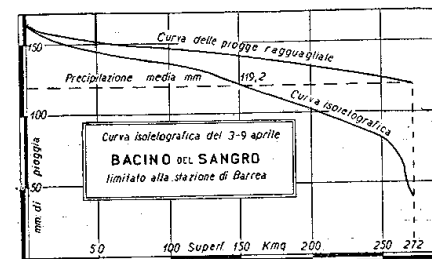 Curva delle piogge ragguagliate
150
Precipitazione media mm 119,2
Curva isoietografica
100
Curva isoietografica del 3-9 aprile
BACINO DEL SANGRO
limitato alla stazione di Barrea
50
mm. di pioggia
50 100 150 200 250 272
Superf. Kmq